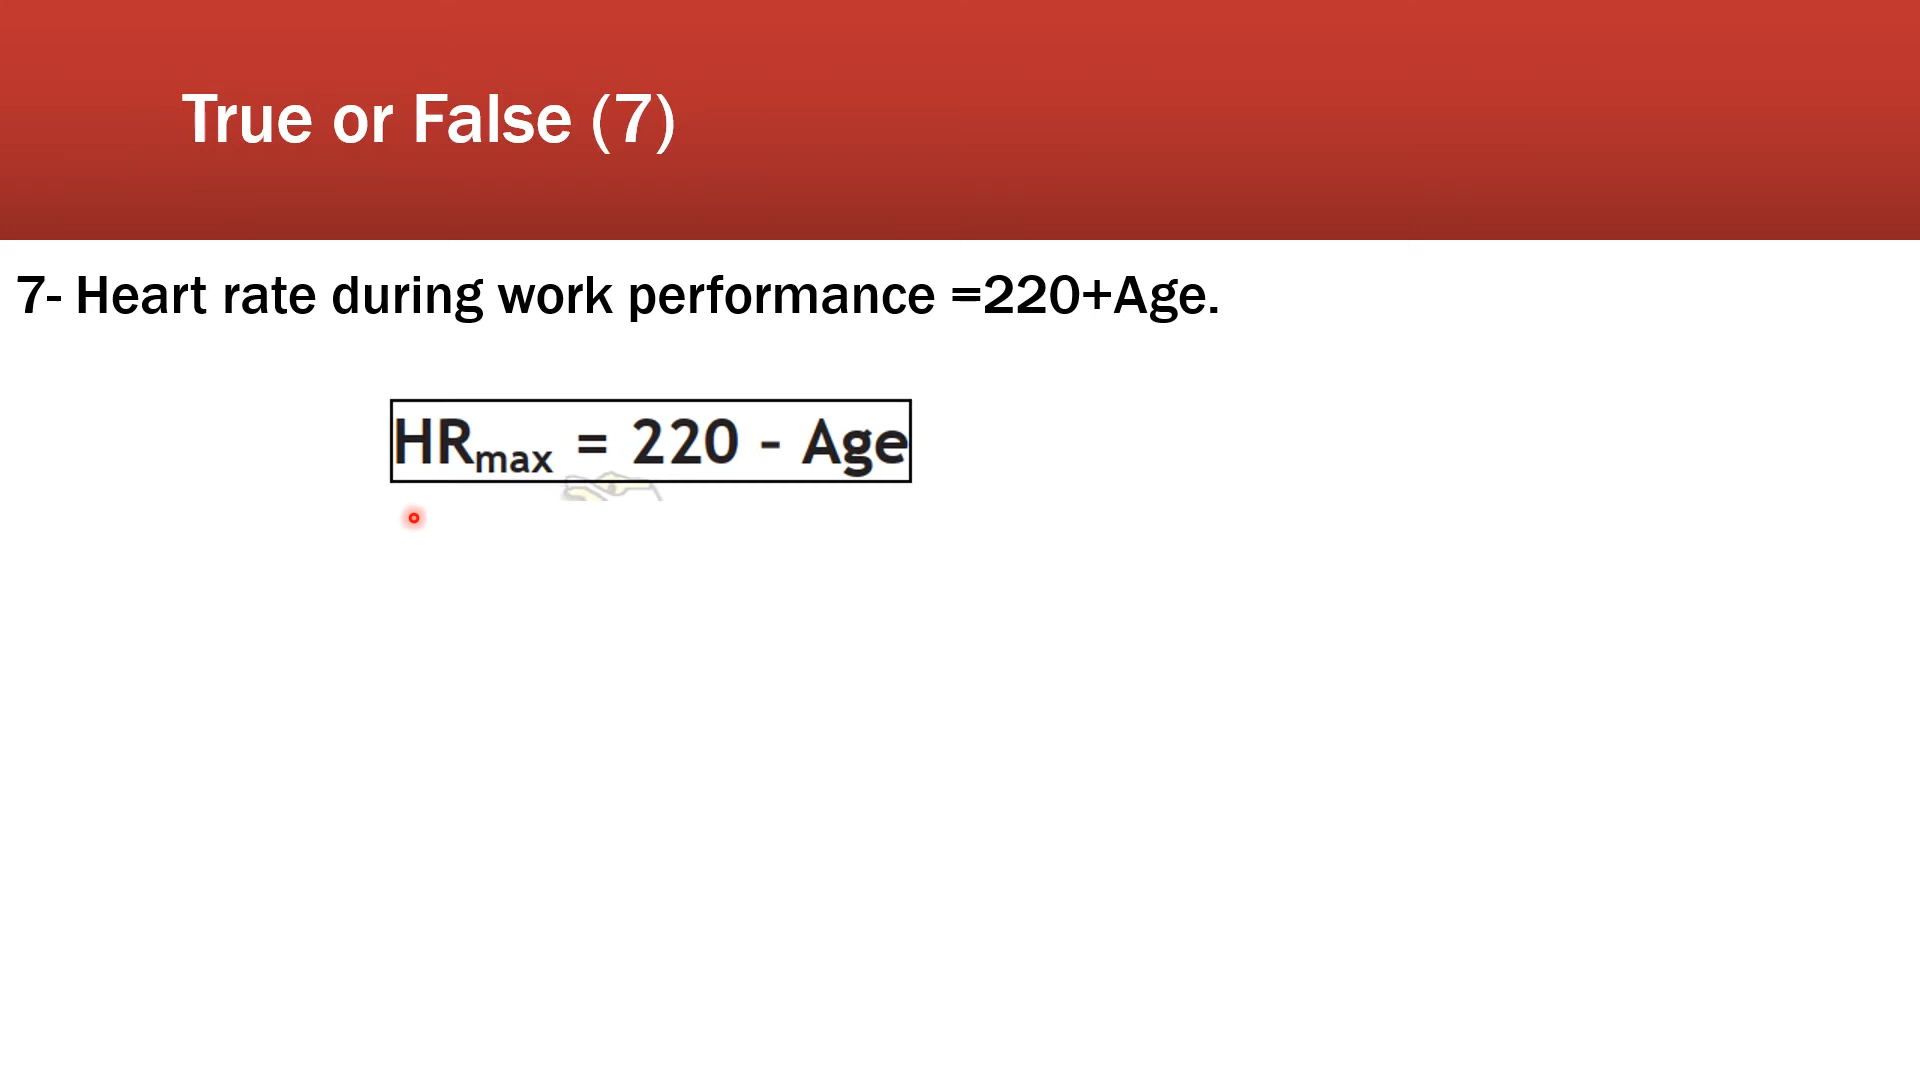 True or False (7)
7- Heart rate during work performance =220+Age.
HRmax = 220 - Age